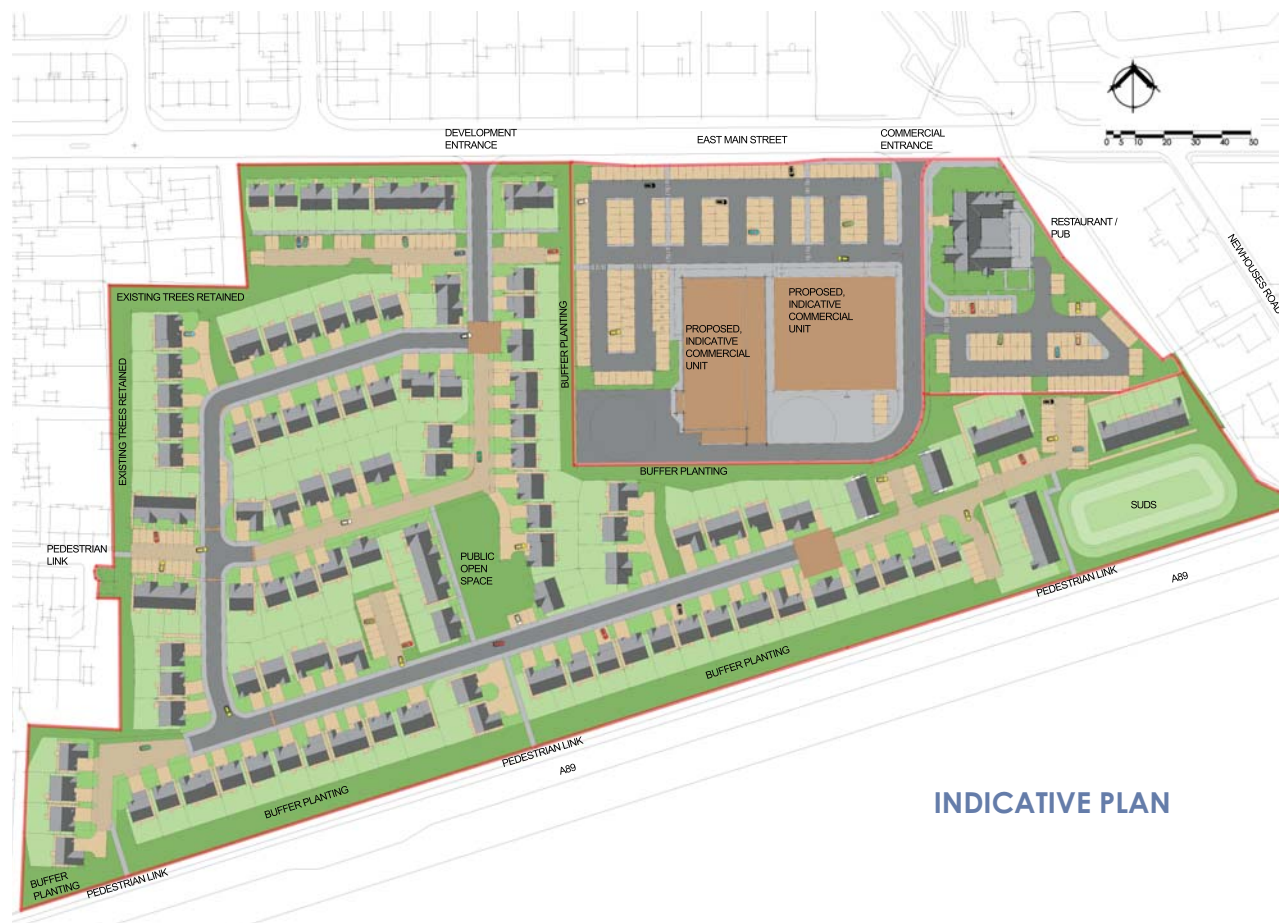 DEVELOPMENT
ENTRANCE
EAST MAIN STREET
COMMERCIAL
ENTRANCE
0 5 10 20 30 40 50
RESTAURANT /
PUB
NEWHOUSES ROAD
EXISTING TREES RETAINED
EXISTING TREES RETAINED
BUFFER PLANTING
PROPOSED,
INDICATIVE
COMMERCIAL
UNIT
PROPOSED,
INDICATIVE
COMMERCIAL
UNIT
BUFFER PLANTING
SUDS
PEDESTRIAN
LINK
PUBLIC
OPEN
SPACE
PEDESTRIAN LINK
A89
BUFFER PLANTING
PEDESTRIAN LINK
A89
BUFFER PLANTING
INDICATIVE PLAN
BUFFER
PLANTING
PEDESTRIAN LINK